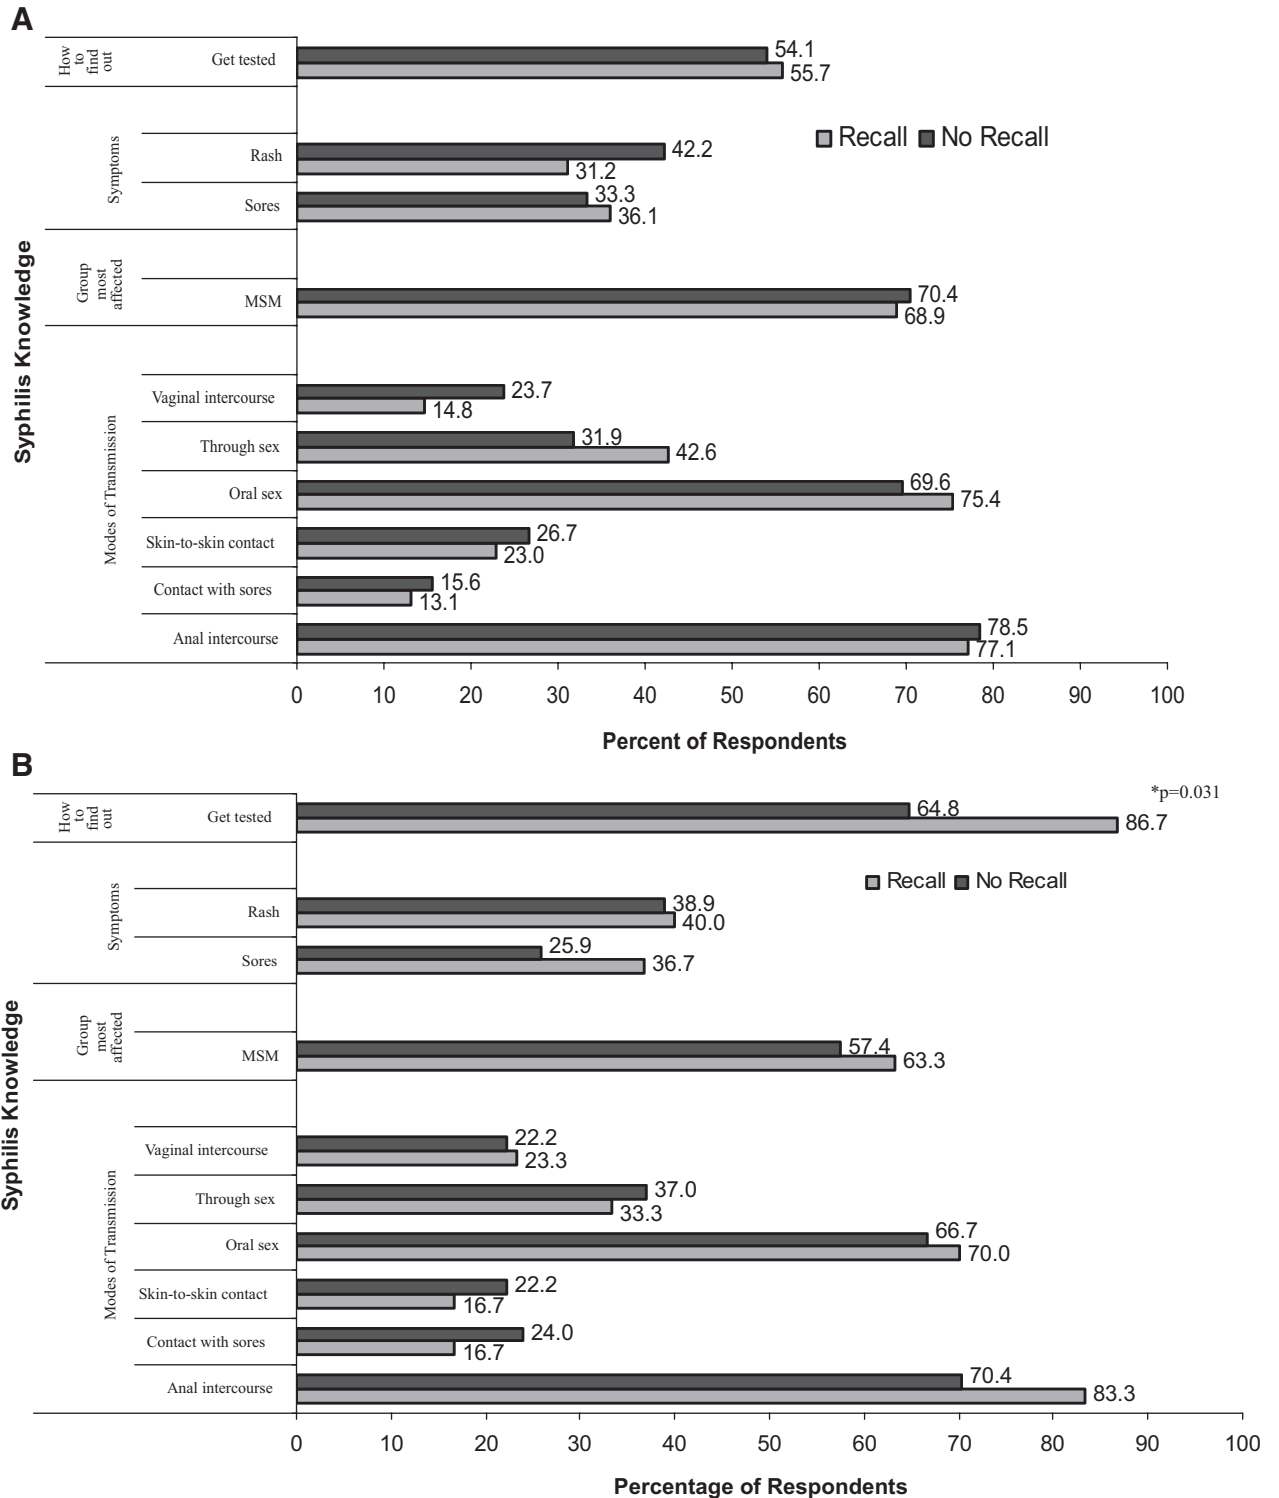 A
How
to
find
out
Get tested
54.1
55.7
Recall No Recall
Symptoms
Rash
42.2
31.2
Sores
33.3
36.1
Syphilis Knowledge
Group
most
affected
MSM
70.4
68.9
Modes of Transmission
Vaginal intercourse
23.7
14.8
Through sex
31.9
42.6
Oral sex
69.6
75.4
Skin-to-skin contact
26.7
23.0
Contact with sores
15.6
13.1
Anal intercourse
78.5
77.1
0 10 20 30 40 50 60 70 80 90 100
Percent of Respondents
B
*p=0.031
How
to
find
out
Get tested
64.8
86.7
Recall No Recall
Symptoms
Rash
38.9
40.0
Sores
25.9
36.7
Syphilis Knowledge
Group
most
affected
MSM
57.4
63.3
Modes of Transmission
Vaginal intercourse
22.2
23.3
Through sex
37.0
33.3
Oral sex
66.7
70.0
Skin-to-skin contact
22.2
16.7
Contact with sores
24.0
16.7
Anal intercourse
70.4
83.3
0 10 20 30 40 50 60 70 80 90 100
Percentage of Respondents